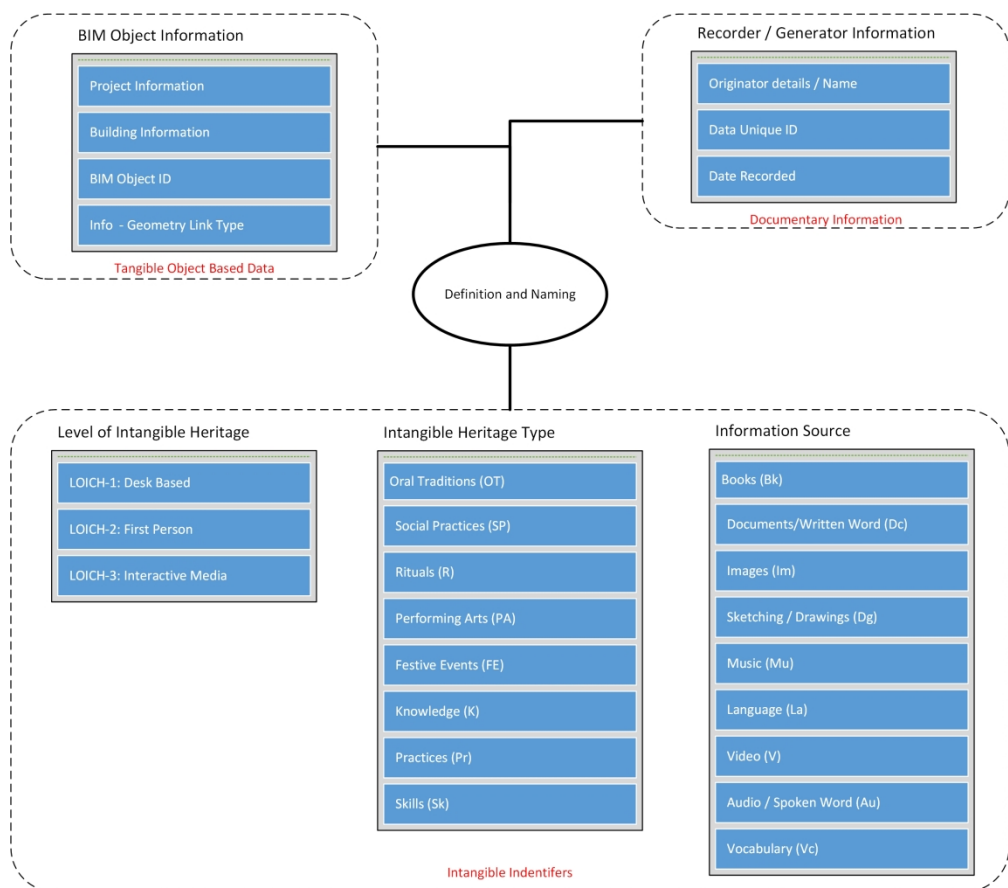 BIM Object Information
Project Information
Building Information
BIM Object ID
Info - Geometry Link Type
Tangible Object Based Data
Recorder / Generator Information
Originator details / Name
Data Unique ID
Date Recorded
Documentary Information
Definition and Naming
Level of Intangible Heritage
LOICH-1: Desk Based
LOICH-2: First Person
LOICH-3: Interactive Media
Intangible Heritage Type
Oral Traditions (OT)
Social Practices (SP)
Rituals (R)
Performing Arts (PA)
Festive Events (FE)
Knowledge (K)
Practices (Pr)
Skills (Sk)
Information Source
Books (Bk)
Documents/Written Word (Dc)
Images (Im)
Sketching / Drawings (Dg)
Music (Mu)
Language (La)
Video (V)
Audio / Spoken Word (Au)
Vocabulary (Vc)
Intangible Indentifers